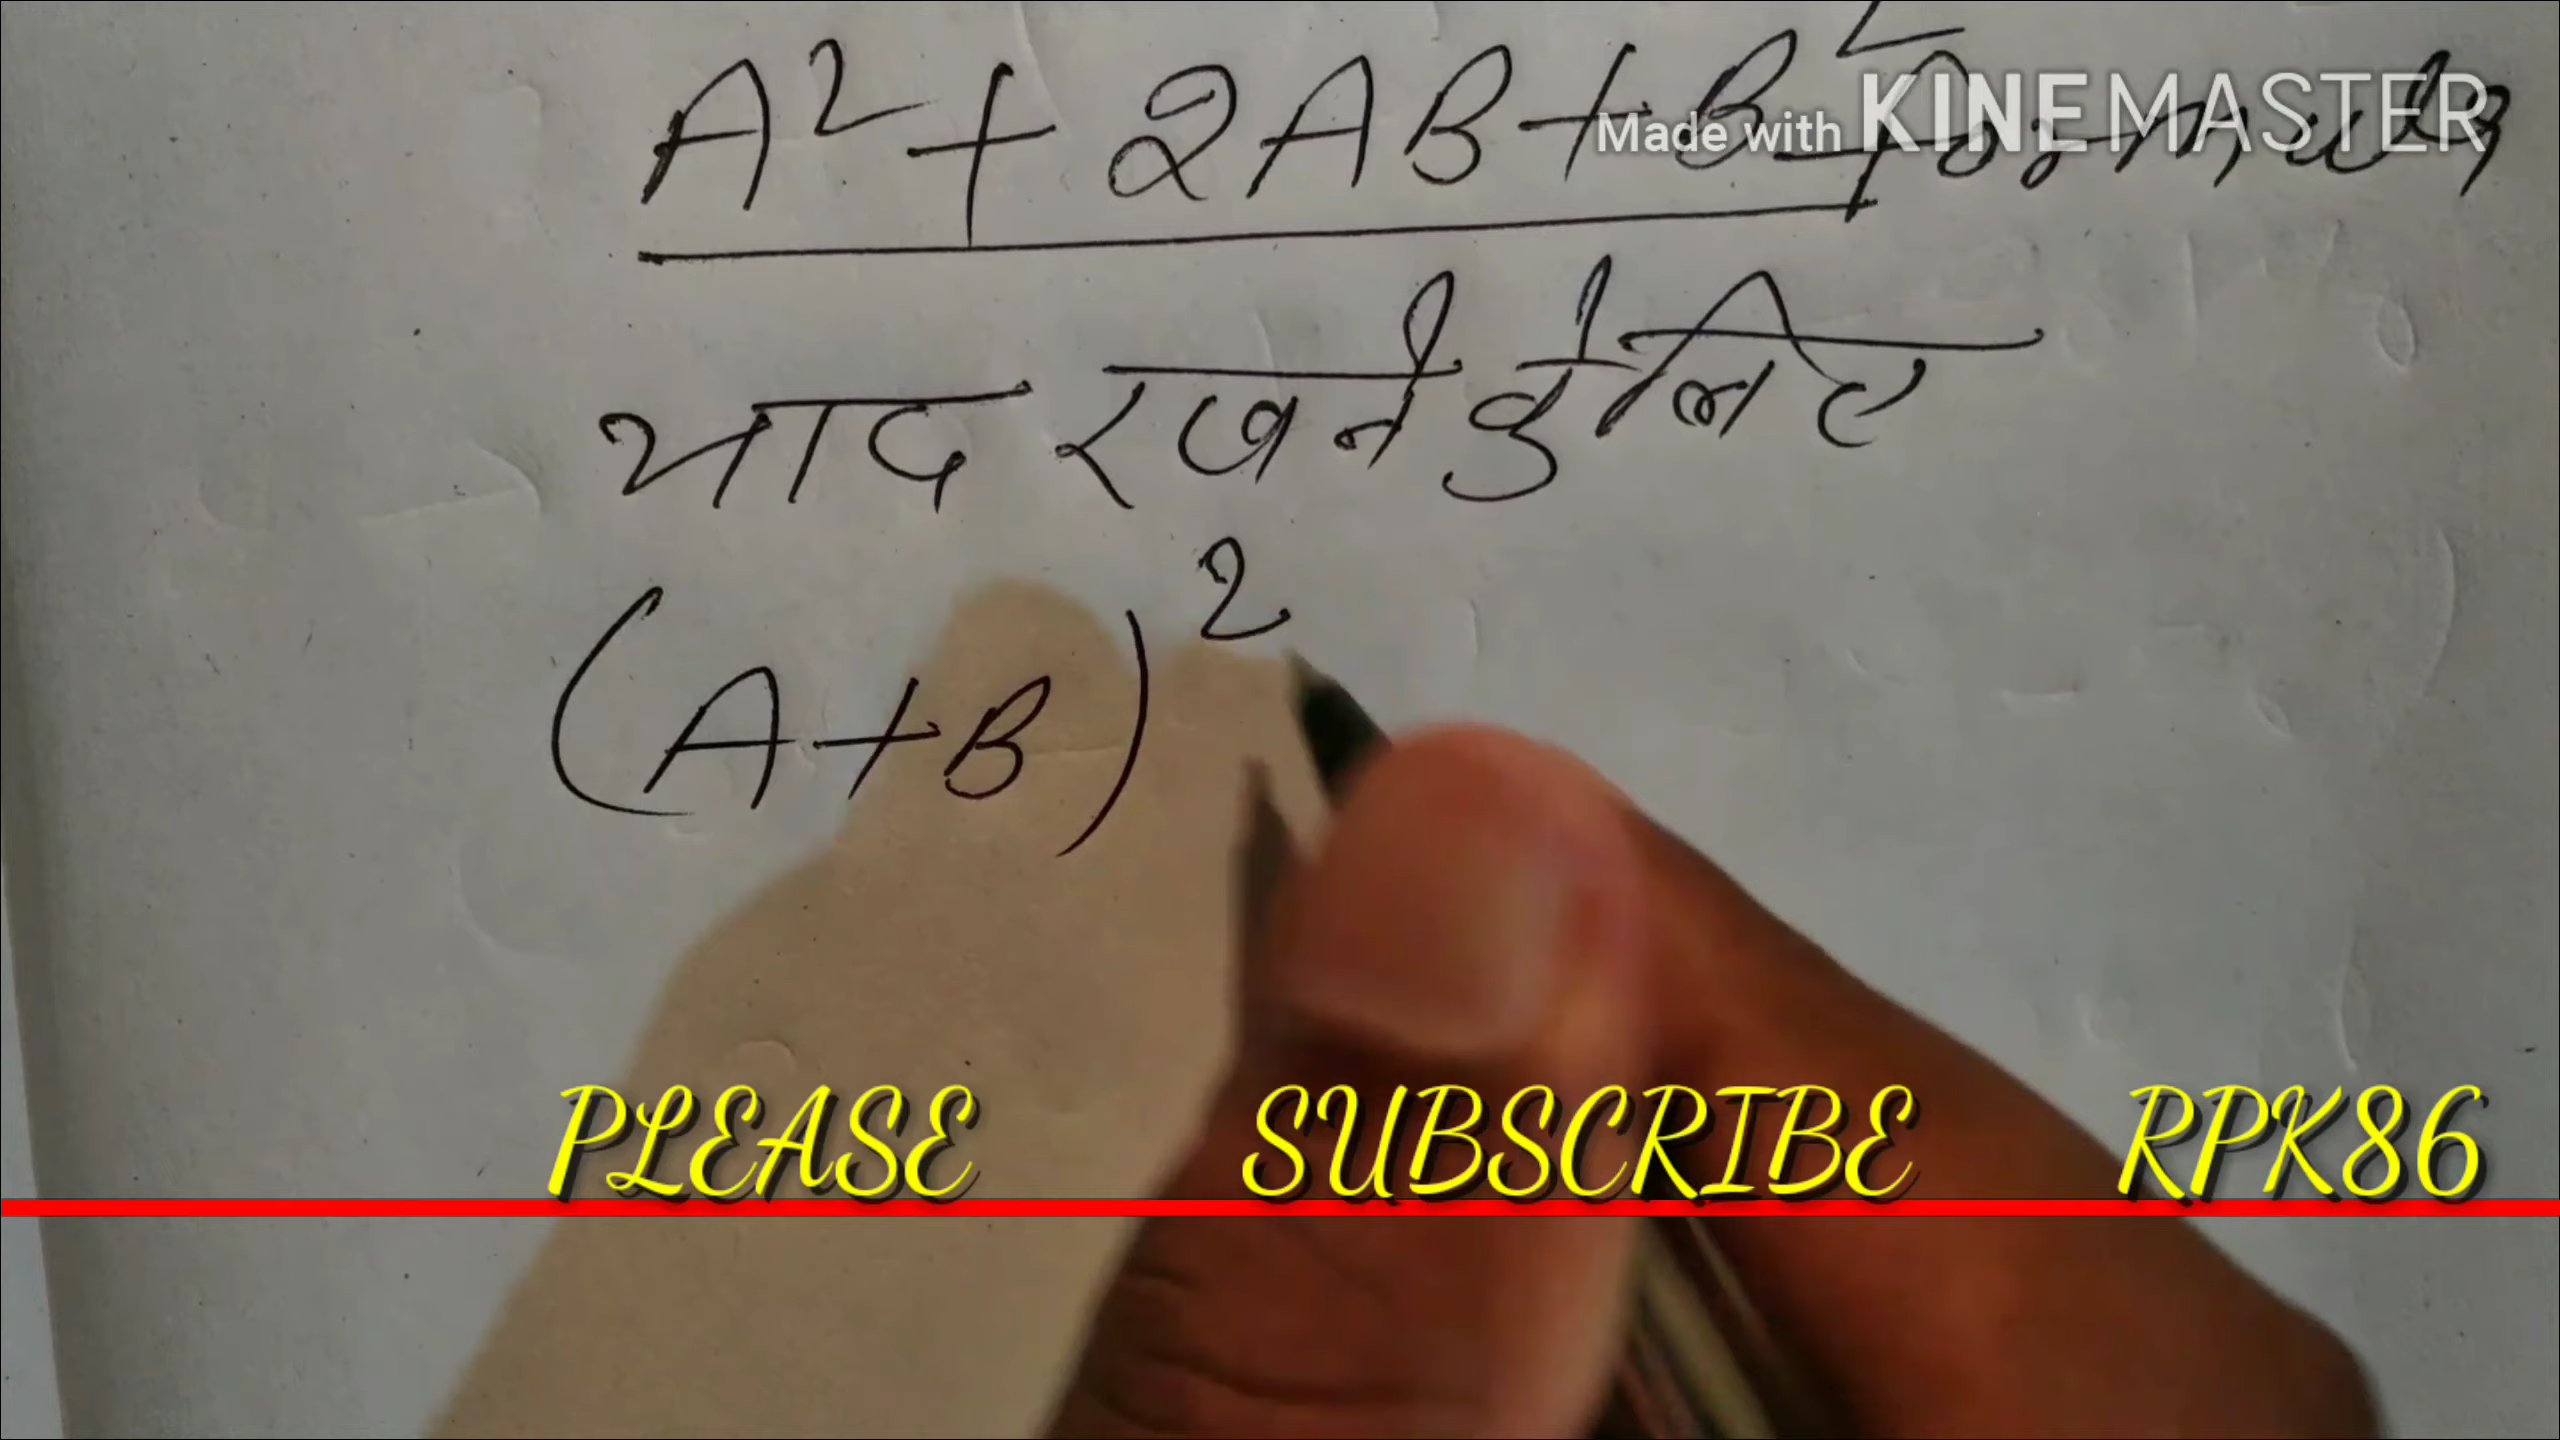 A² + 2AB + B² Formula
Made with KINEMASTER
याद रखने के लिए
(A+B)²
PLEASE SUBSCRIBE RPK86